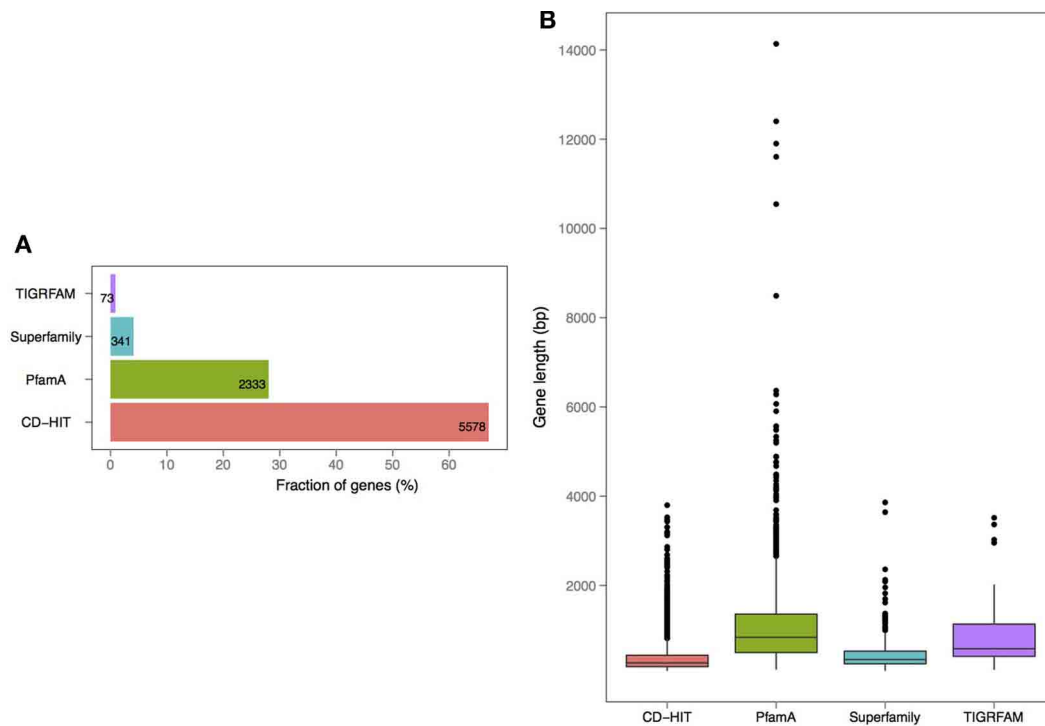 A
TIGRFAM
73
Superfamily
341
PfamA
2333
CD-HIT
5578
0 10 20 30 40 50 60
Fraction of genes (%)
B
14000
12000
10000
8000
6000
4000
2000
Gene length (bp)
CD-HIT PfamA Superfamily TIGRFAM